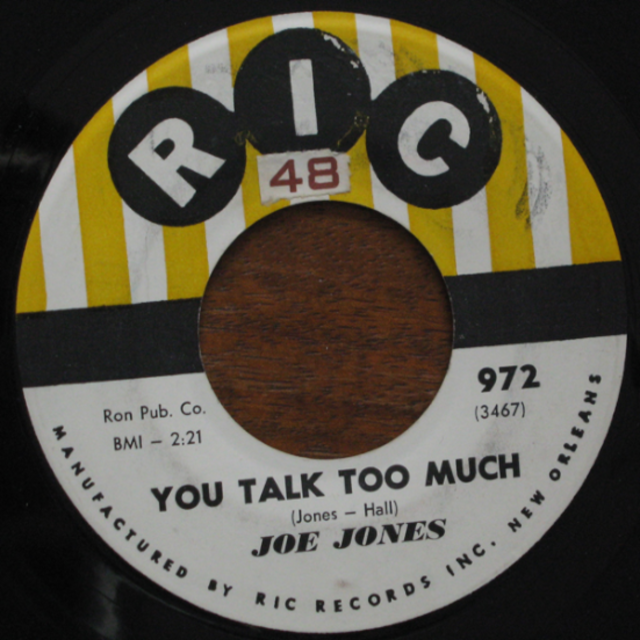 RIC
48
972
Ron Pub. Co.
(3467)
BMI – 2:21
YOU TALK TOO MUCH
(Jones – Hall)
JOE JONES
MANUFACTURED BY RIC RECORDS INC. NEW ORLEANS